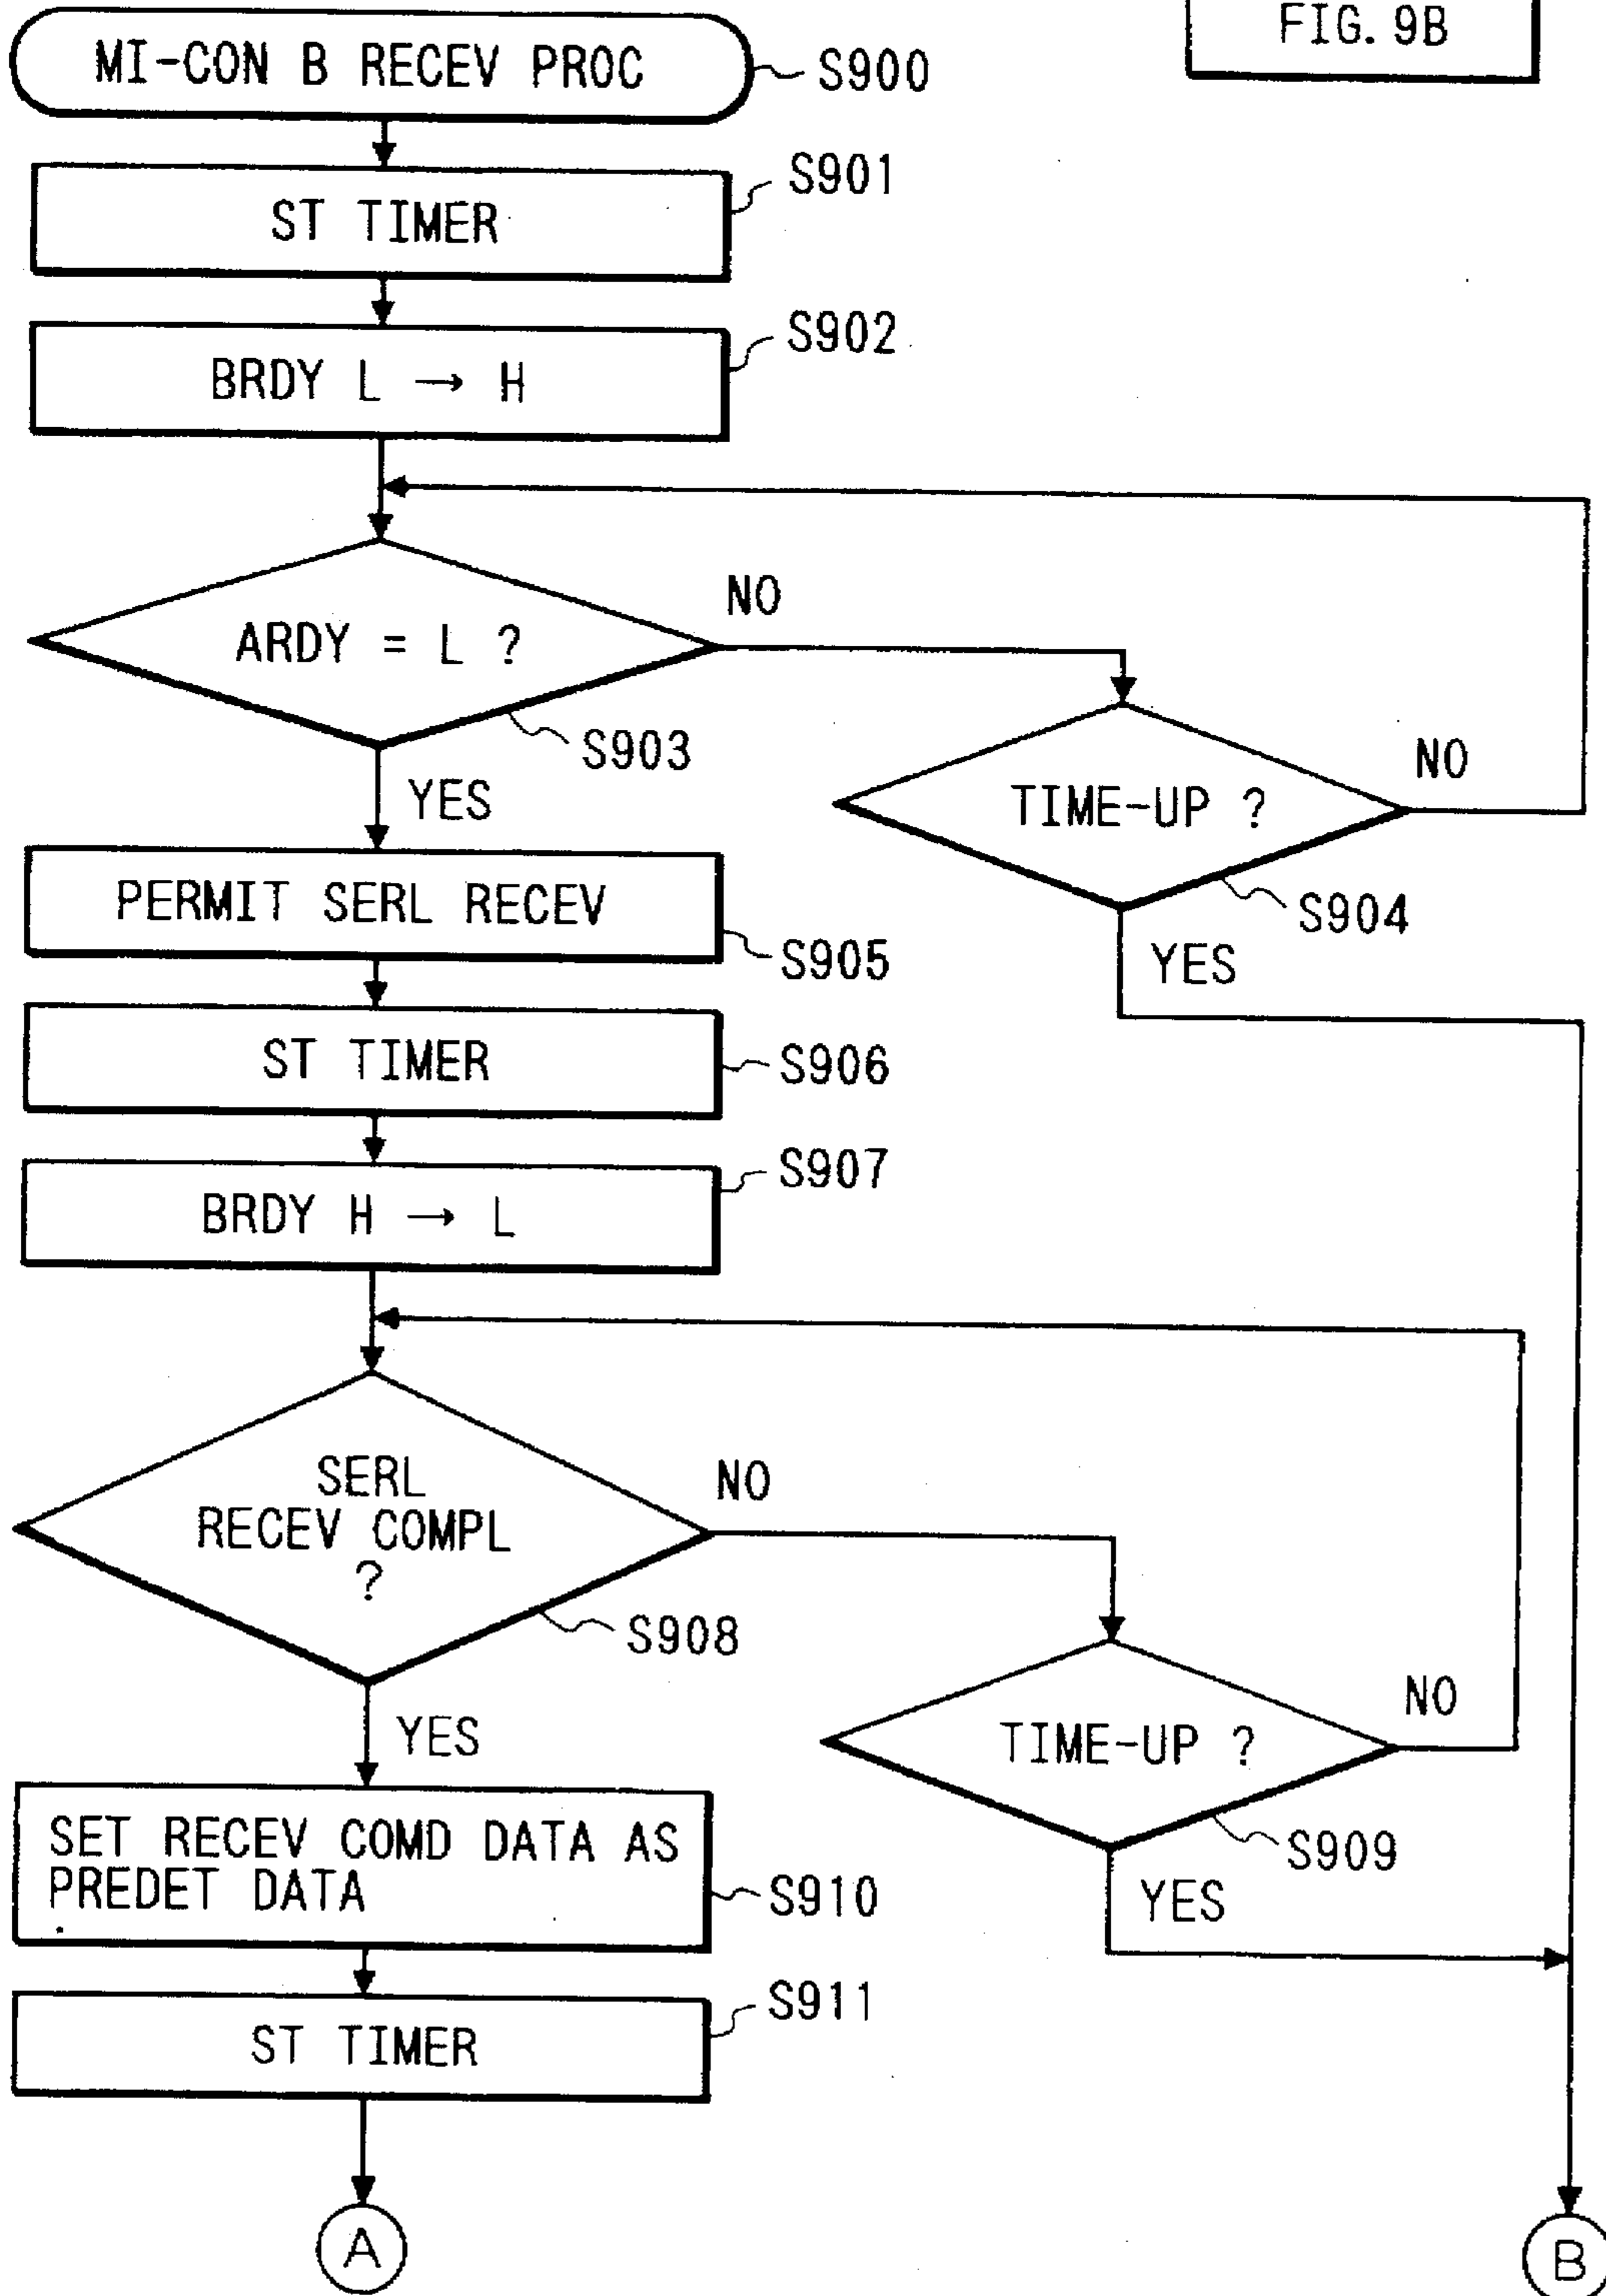 FIG. 9B
MI-CON B RECEV PROC
S900
S901
ST TIMER
S902
BRDY L → H
ARDY = L ?
NO
S903
YES
TIME-UP ?
NO
S904
YES
PERMIT SERL RECEV
S905
ST TIMER
S906
S907
BRDY H → L
SERL
RECEV COMPL
?
NO
S908
YES
TIME-UP ?
NO
S909
YES
SET RECEV COMD DATA AS
PREDET DATA
S910
S911
ST TIMER
A
B